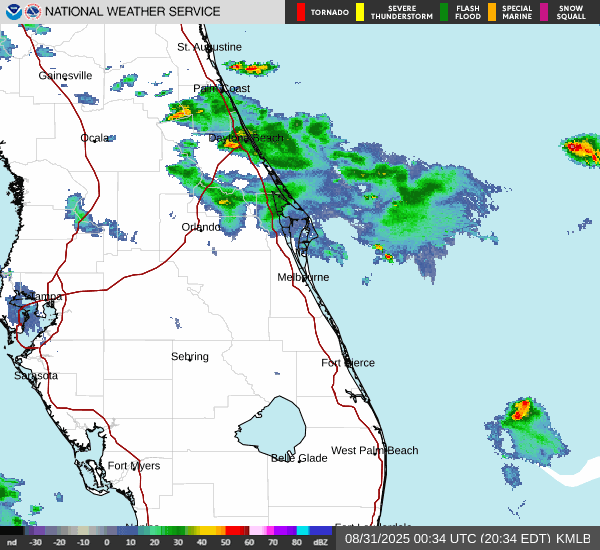 NATIONAL WEATHER SERVICE
TORNADO
SEVERE THUNDERSTORM
FLASH FLOOD
SPECIAL MARINE
SNOW SQUALL
St. Augustine
Gainesville
Palm Coast
Ocala
Daytona Beach
Orlando
Melbourne
Tampa
Sebring
Fort Pierce
Sarasota
West Palm Beach
Belle Glade
Fort Myers
Fort Lauderdale
nd -30 -20 -10 0 10 20 30 40 50 60 70 80 dBZ
08/31/2025 00:34 UTC (20:34 EDT) KMLB